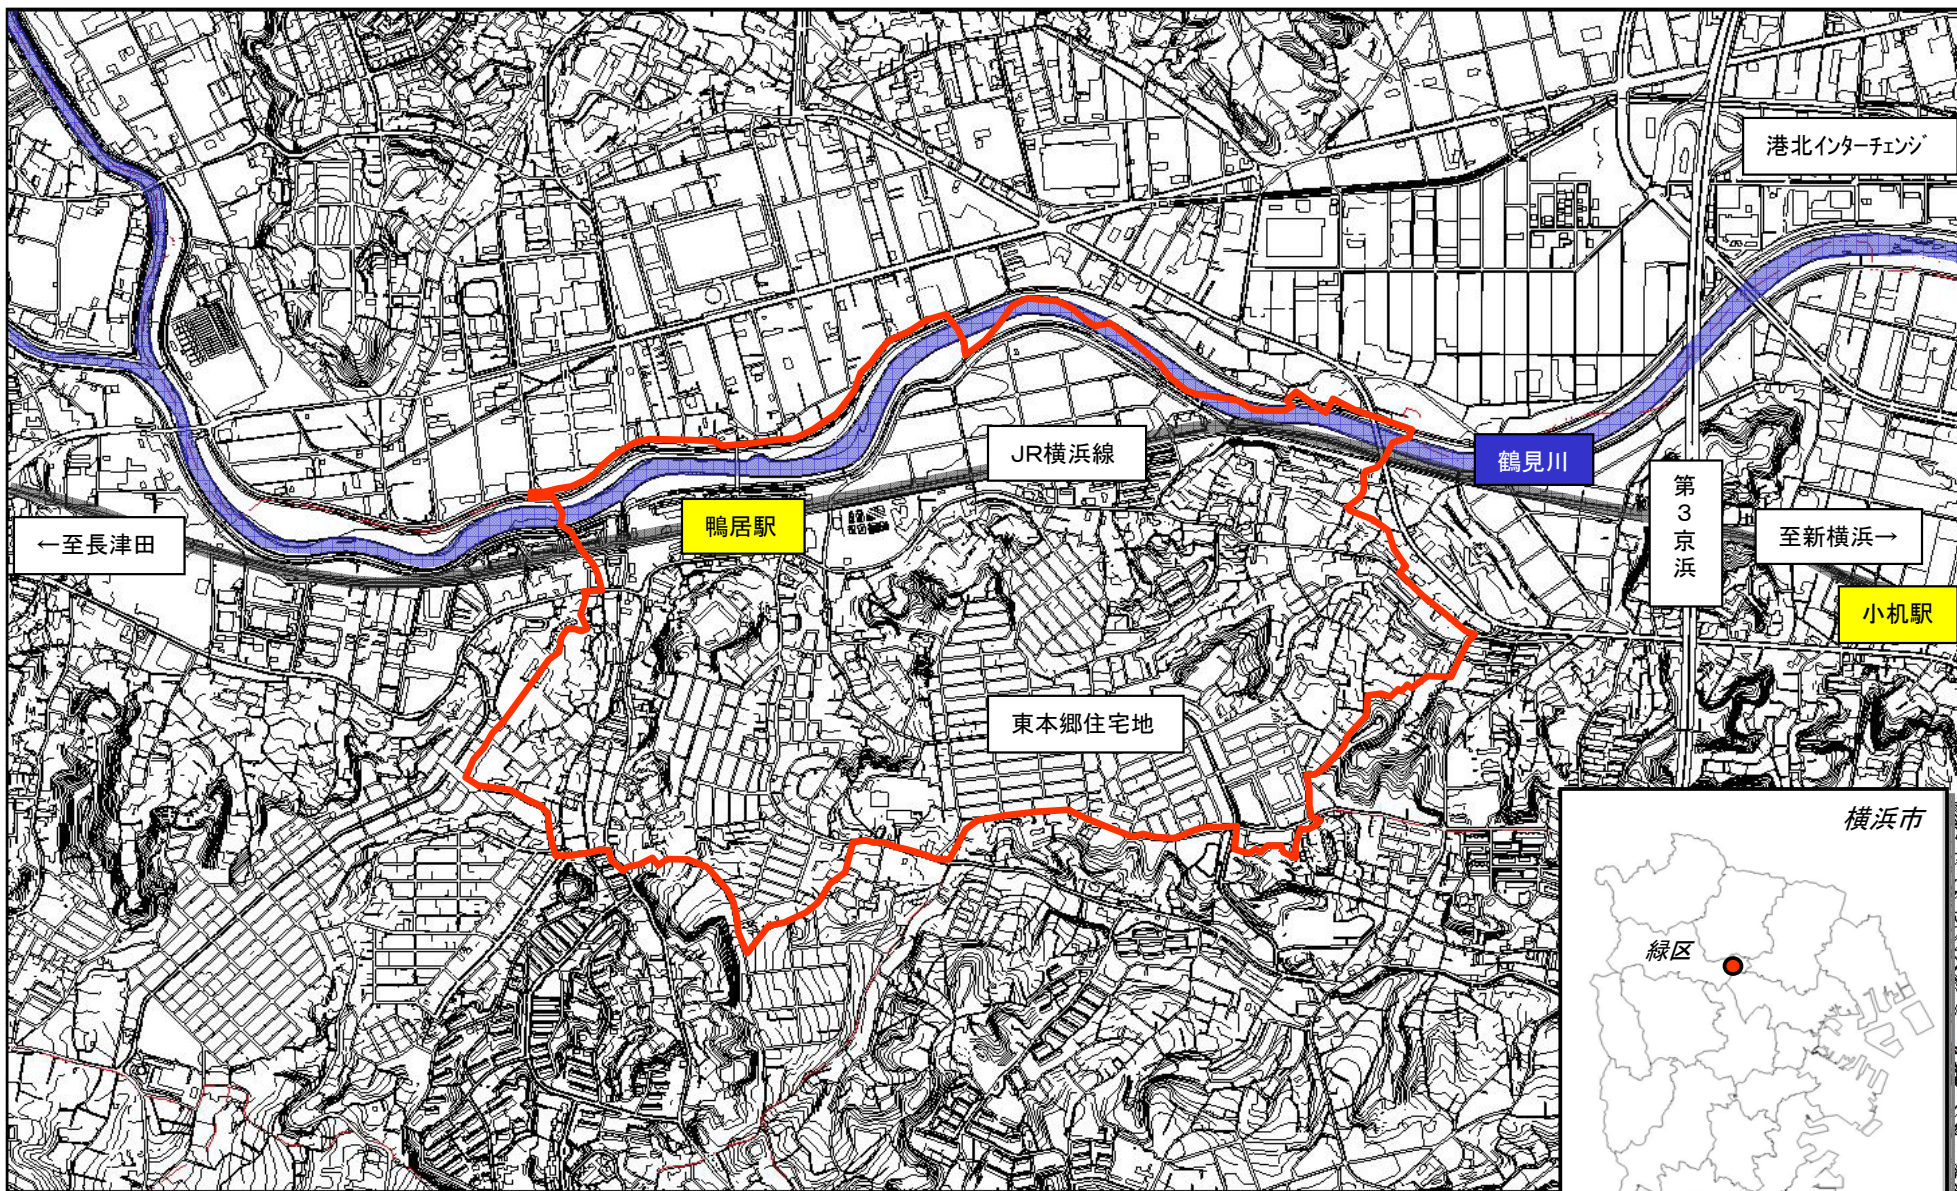 港北インターチェンジ
JR横浜線
鶴見川
第3京浜
鴨居駅
←至長津田
至新横浜→
小机駅
東本郷住宅地
横浜市
緑区